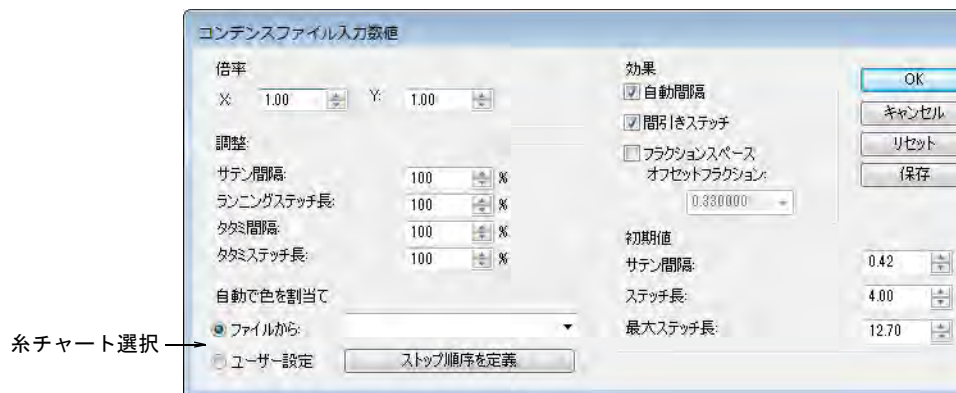 コンデンスファイル入力数値
倍率
X: 1.00 Y: 1.00
調整:
サテン間隔: 100 %
ランニングステッチ長: 100 %
タタミ間隔: 100 %
タタミステッチ長: 100 %
自動で色を割当て
ファイルから:
ユーザー設定 ストップ順序を定義
糸チャート選択
効果
自動間隔
間引きステッチ
フラクションスペース
オフセットフラクション:
0.330000
初期値
サテン間隔: 0.42
ステッチ長: 4.00
最大ステッチ長: 12.70
OK
キャンセル
リセット
保存